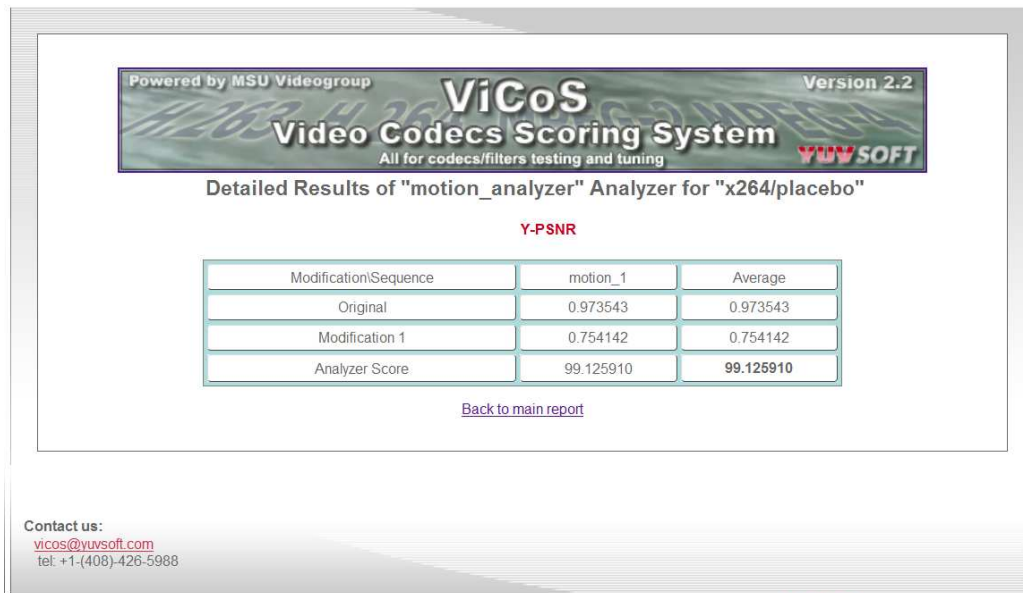 Powered by MSU Videogroup
Version 2.2
ViCoS
Video Codecs Scoring System
All for codecs/filters testing and tuning
YUVSOFT
Detailed Results of "motion_analyzer" Analyzer for "x264/placebo"
Y-PSNR
Modification\Sequence motion_1 Average
Original 0.973543 0.973543
Modification 1 0.754142 0.754142
Analyzer Score 99.125910 99.125910
Back to main report
Contact us:
vicos@yuvsoft.com
tel: +1-(408)-426-5988